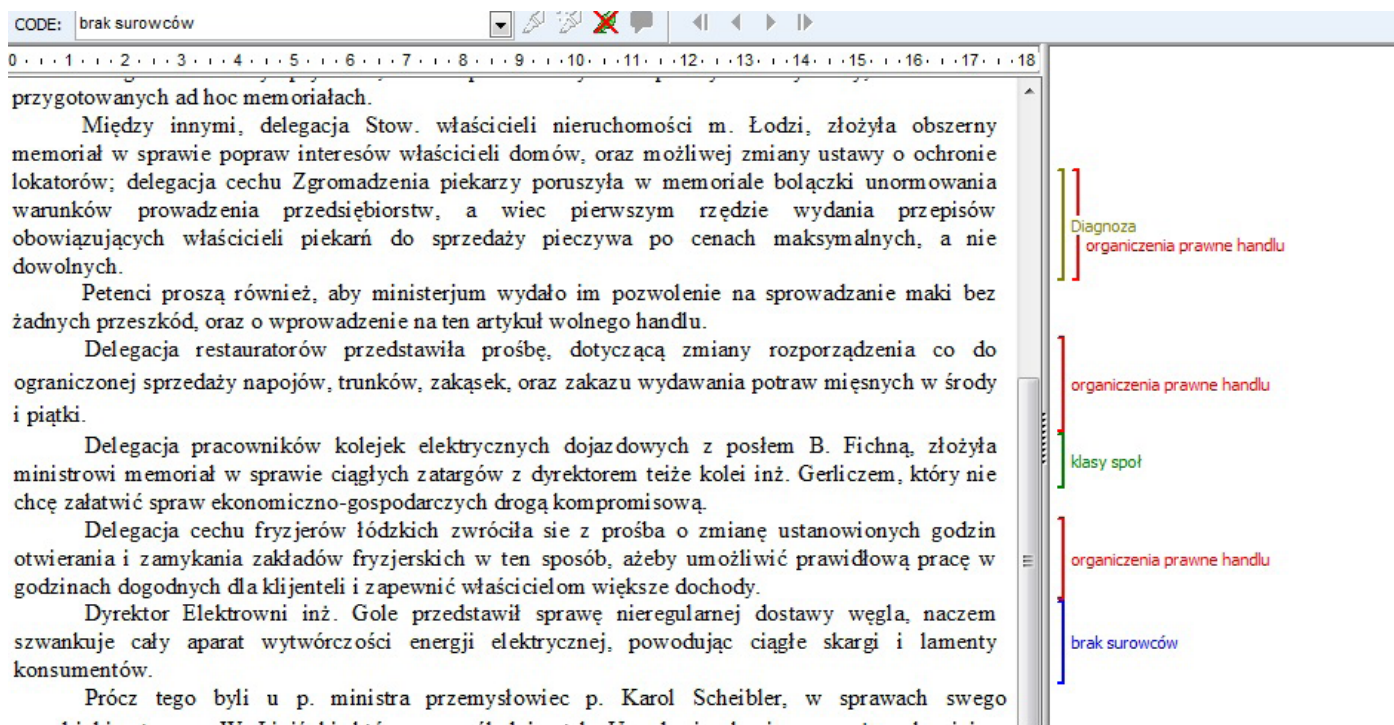 CODE: brak surowców
0 1 2 3 4 5 6 7 8 9 10 11 12 13 14 15 16 17 18
przygotowanych ad hoc memoriałach.
Między innymi, delegacja Stow. właścicieli nieruchomości m. Łodzi, złożyła obszerny
memoriał w sprawie popraw interesów właścicieli domów, oraz możliwej zmiany ustawy o ochronie
lokatorów; delegacja cechu Zgromadzenia piekarzy poruszyła w memoriale bolączki unormowania
warunków prowadzenia przedsiębiorstw, a wiec pierwszym rzędzie wydania przepisów
obowiązujących właścicieli piekarń do sprzedaży pieczywa po cenach maksymalnych, a nie
dowolnych.
Petenci proszą również, aby ministerjum wydało im pozwolenie na sprowadzanie maki bez
żadnych przeszkód, oraz o wprowadzenie na ten artykuł wolnego handlu.
Delegacja restauratorów przedstawiła prośbę, dotyczącą zmiany rozporządzenia co do
ograniczonej sprzedaży napojów, trunków, zakąsek, oraz zakazu wydawania potraw mięsnych w środy
i piątki.
Delegacja pracowników kolejek elektrycznych dojazdowych z posłem B. Fichną, złożyła
ministrowi memoriał w sprawie ciągłych zatargów z dyrektorem teiże kolei inż. Gerliczem, który nie
chcę załatwić spraw ekonomiczno-gospodarczych drogą kompromisową.
Delegacja cechu fryzjerów łódzkich zwróciła sie z prośba o zmianę ustanowionych godzin
otwierania i zamykania zakładów fryzjerskich w ten sposób, ażeby umożliwić prawidłową pracę w
godzinach dogodnych dla klijenteli i zapewnić właścicielom większe dochody.
Dyrektor Elektrowni inż. Gole przedstawił sprawę nieregularnej dostawy węgla, naczem
szwankuje cały aparat wytwórczości energji elektrycznej, powodując ciągłe skargi i lamenty
konsumentów.
Prócz tego byli u p. ministra przemysłowiec p. Karol Scheibler, w sprawach swego
Diagnoza
organiczenia prawne handlu
organiczenia prawne handlu
klasy społ
organiczenia prawne handlu
brak surowców